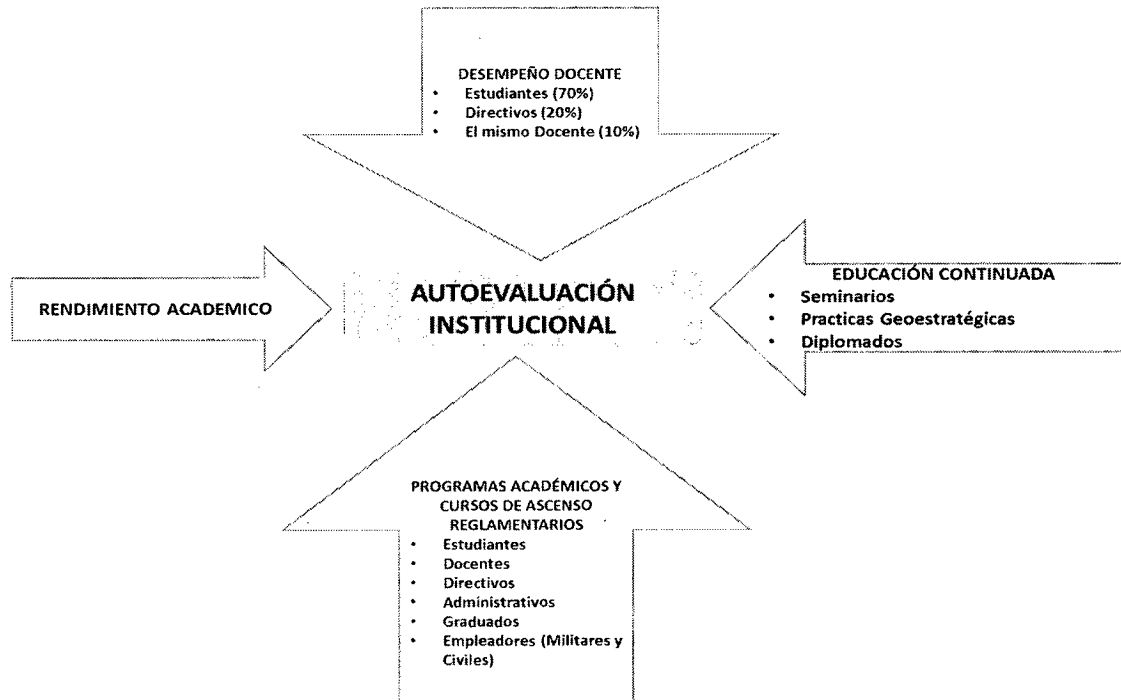 DESEMPEÑO DOCENTE
• Estudiantes (70%)
• Directivos (20%)
• El mismo Docente (10%)
RENDIMIENTO ACADEMICO
AUTOEVALUACIÓN
INSTITUCIONAL
EDUCACIÓN CONTINUADA
• Seminarios
• Practicas Geoestratégicas
• Diplomados
PROGRAMAS ACADÉMICOS Y
CURSOS DE ASCENSO
REGLAMENTARIOS
• Estudiantes
• Docentes
• Directivos
• Administrativos
• Graduados
• Empleadores (Militares y
Civiles)